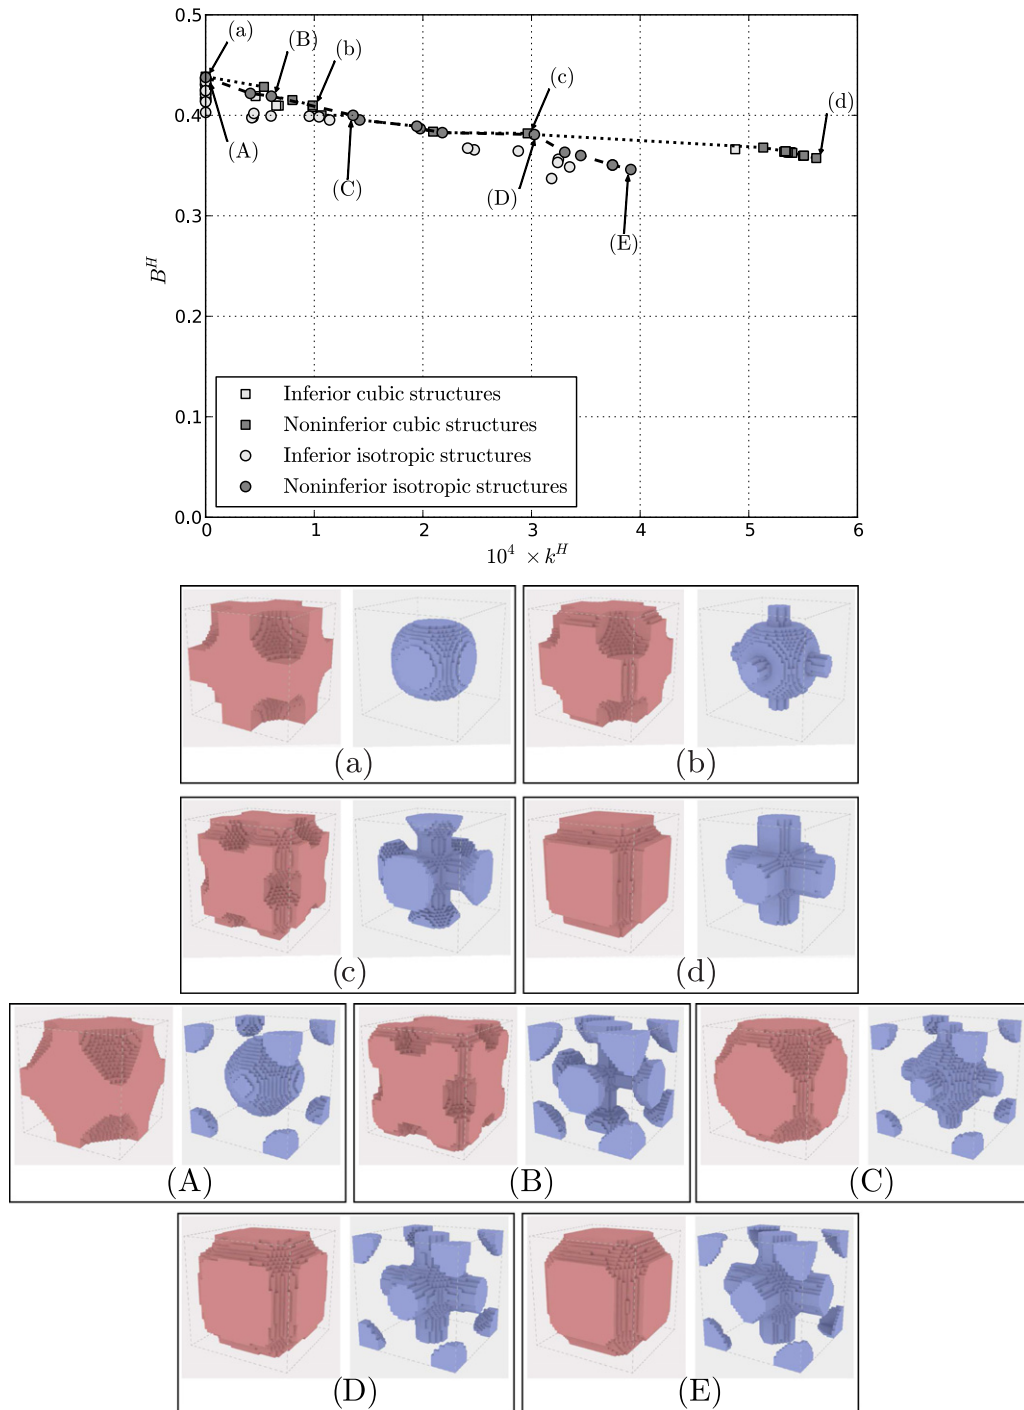 0.5
(a)
(B)
(b)
(c)
(d)
0.4
(A)
(C)
(D)
(E)
0.3
B^H
0.2
Inferior cubic structures
Noninferior cubic structures
Inferior isotropic structures
Noninferior isotropic structures
0.1
0.0
0 1 2 3 4 5 6
10^4 × k^H
(a) (b)
(c) (d)
(A) (B) (C)
(D) (E)